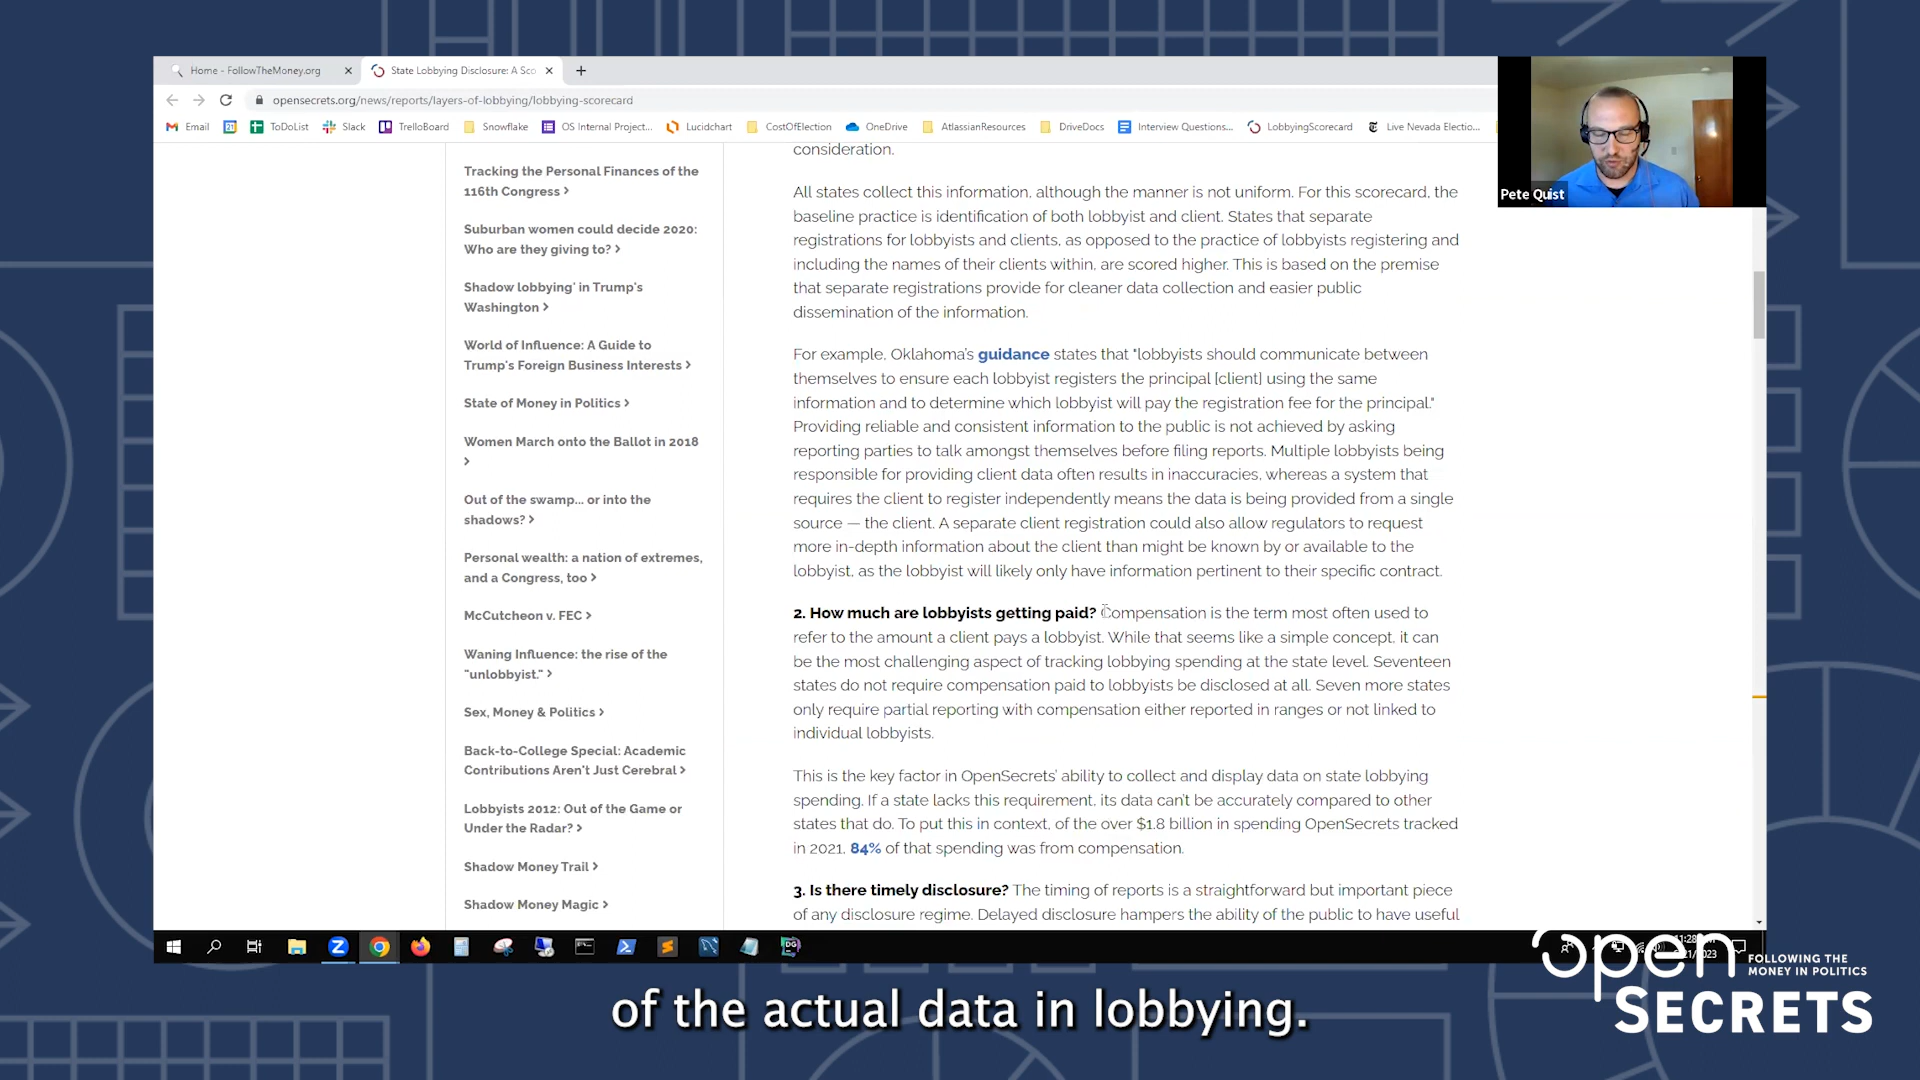 Home - FollowTheMoney.org
State Lobbying Disclosure: A Sco
opensecrets.org/news/reports/layers-of-lobbying/lobbying-scorecard
Email
ToDoList
Slack
TrelloBoard
Snowflake
OS Internal Project...
Lucidchart
CostOfElection
OneDrive
AtlassianResources
DriveDocs
Interview Questions...
LobbyingScorecard
Live Nevada Electio...
Pete Quist
Tracking the Personal Finances of the
116th Congress >
Suburban women could decide 2020:
Who are they giving to? >
Shadow lobbying' in Trump's
Washington >
World of Influence: A Guide to
Trump's Foreign Business Interests >
State of Money in Politics >
Women March onto the Ballot in 2018
>
Out of the swamp... or into the
shadows? >
Personal wealth: a nation of extremes,
and a Congress, too >
McCutcheon v. FEC >
Waning Influence: the rise of the
"unlobbyist." >
Sex, Money & Politics >
Back-to-College Special: Academic
Contributions Aren't Just Cerebral >
Lobbyists 2012: Out of the Game or
Under the Radar? >
Shadow Money Trail >
Shadow Money Magic >
consideration.
All states collect this information, although the manner is not uniform. For this scorecard, the
baseline practice is identification of both lobbyist and client. States that separate
registrations for lobbyists and clients, as opposed to the practice of lobbyists registering and
including the names of their clients within, are scored higher. This is based on the premise
that separate registrations provide for cleaner data collection and easier public
dissemination of the information.
For example, Oklahoma's guidance states that "lobbyists should communicate between
themselves to ensure each lobbyist registers the principal [client] using the same
information and to determine which lobbyist will pay the registration fee for the principal."
Providing reliable and consistent information to the public is not achieved by asking
reporting parties to talk amongst themselves before filing reports. Multiple lobbyists being
responsible for providing client data often results in inaccuracies, whereas a system that
requires the client to register independently means the data is being provided from a single
source — the client. A separate client registration could also allow regulators to request
more in-depth information about the client than might be known by or available to the
lobbyist, as the lobbyist will likely only have information pertinent to their specific contract.
2. How much are lobbyists getting paid? Compensation is the term most often used to
refer to the amount a client pays a lobbyist. While that seems like a simple concept, it can
be the most challenging aspect of tracking lobbying spending at the state level. Seventeen
states do not require compensation paid to lobbyists be disclosed at all. Seven more states
only require partial reporting with compensation either reported in ranges or not linked to
individual lobbyists.
This is the key factor in OpenSecrets' ability to collect and display data on state lobbying
spending. If a state lacks this requirement, its data can't be accurately compared to other
states that do. To put this in context, of the over $1.8 billion in spending OpenSecrets tracked
in 2021, 84% of that spending was from compensation.
3. Is there timely disclosure? The timing of reports is a straightforward but important piece
of any disclosure regime. Delayed disclosure hampers the ability of the public to have useful
of the actual data in lobbying.
open
SECRETS
FOLLOWING THE
MONEY IN POLITICS